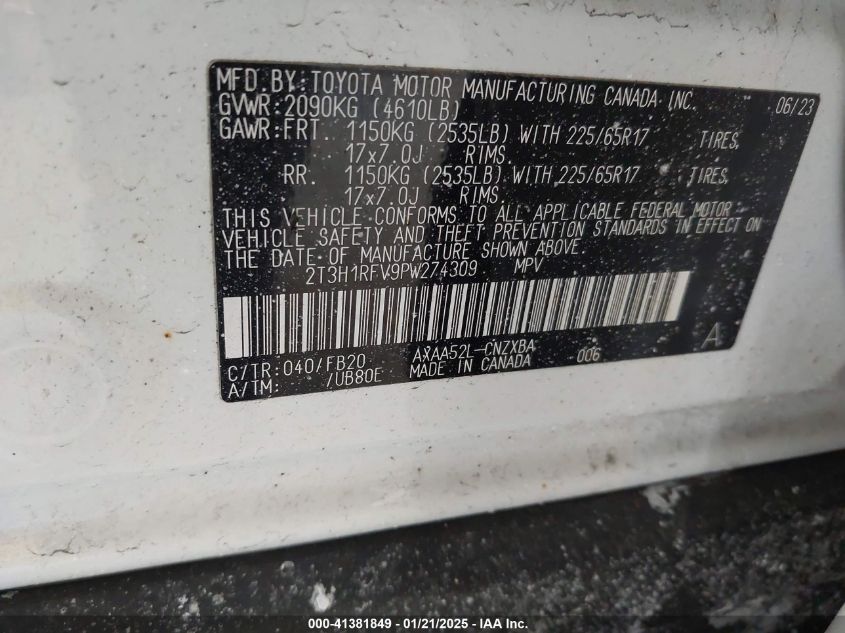 MFD.BY:TOYOTA MOTOR MANUFACTURING CANADA INC. 06/23
GVWR:2090KG (4610LB)
GAWR:FRT. 1150KG (2535LB) WITH 225/65R17 TIRES,
17x7.0J RIMS.
RR. 1150KG (2535LB) WITH 225/65R17 TIRES,
17x7.0J RIMS.
THIS VEHICLE CONFORMS TO ALL APPLICABLE FEDERAL MOTOR
VEHICLE SAFETY AND THEFT PREVENTION STANDARDS IN EFFECT ON
THE DATE OF MANUFACTURE SHOWN ABOVE.
2T3H1RFV9PW274309 MPV
C/TR:040/FB20 AXAA52L-CNZXBA 006 A
A/TM: /UB80E MADE IN CANADA
000-41381849 - 01/21/2025 - IAA Inc.